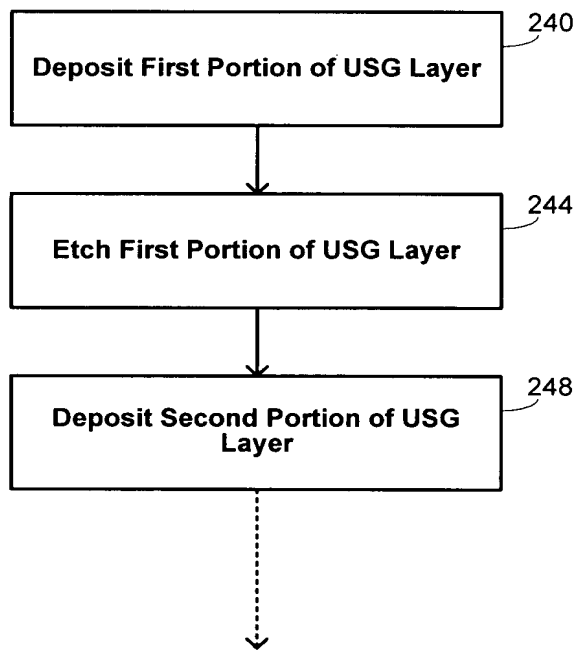 240
Deposit First Portion of USG Layer
244
Etch First Portion of USG Layer
248
Deposit Second Portion of USG
Layer